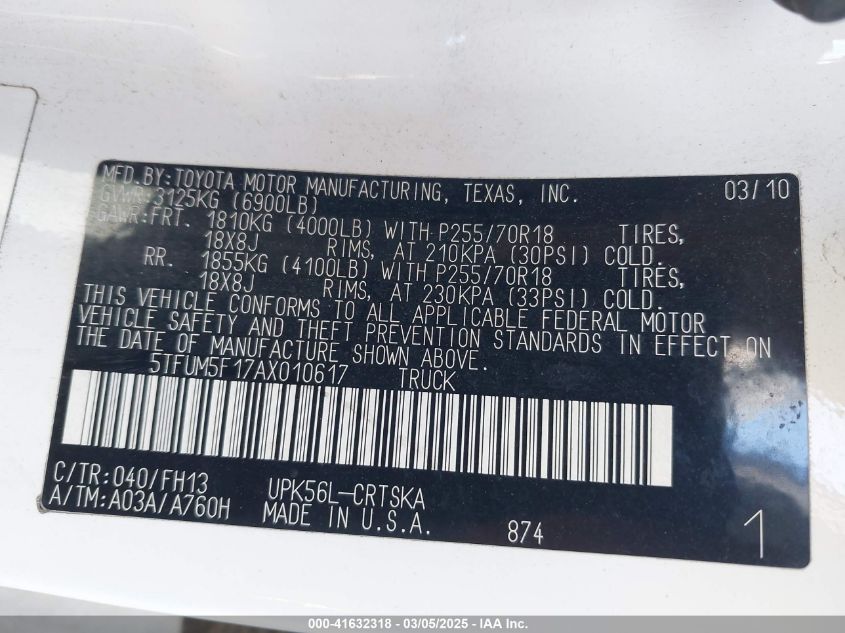 MFD.BY:TOYOTA MOTOR MANUFACTURING, TEXAS, INC. 03/10
GVWR:3125KG (6900LB)
GAWR:FRT. 1810KG (4000LB) WITH P255/70R18 TIRES,
18X8J RIMS, AT 210KPA (30PSI) COLD.
RR. 1855KG (4100LB) WITH P255/70R18 TIRES,
18X8J RIMS, AT 230KPA (33PSI) COLD.
THIS VEHICLE CONFORMS TO ALL APPLICABLE FEDERAL MOTOR
VEHICLE SAFETY AND THEFT PREVENTION STANDARDS IN EFFECT ON
THE DATE OF MANUFACTURE SHOWN ABOVE.
5TFUM5F17AX010617 TRUCK
C/TR:040/FH13 UPK56L-CRTSKA
A/TM:A03A/A760H MADE IN U.S.A. 874 1
000-41632318 - 03/05/2025 - IAA Inc.